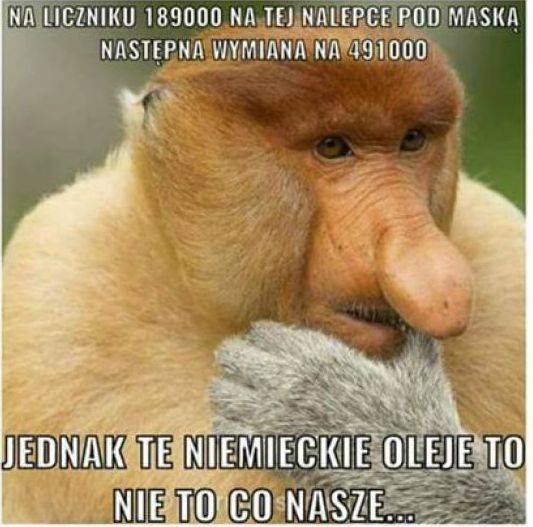 NA LICZNIKU 189000 NA TEJ NALEPCE POD MASKĄ
NASTĘPNA WYMIANA NA 491000
JEDNAK TE NIEMIECKIE OLEJE TO
NIE TO CO NASZE...